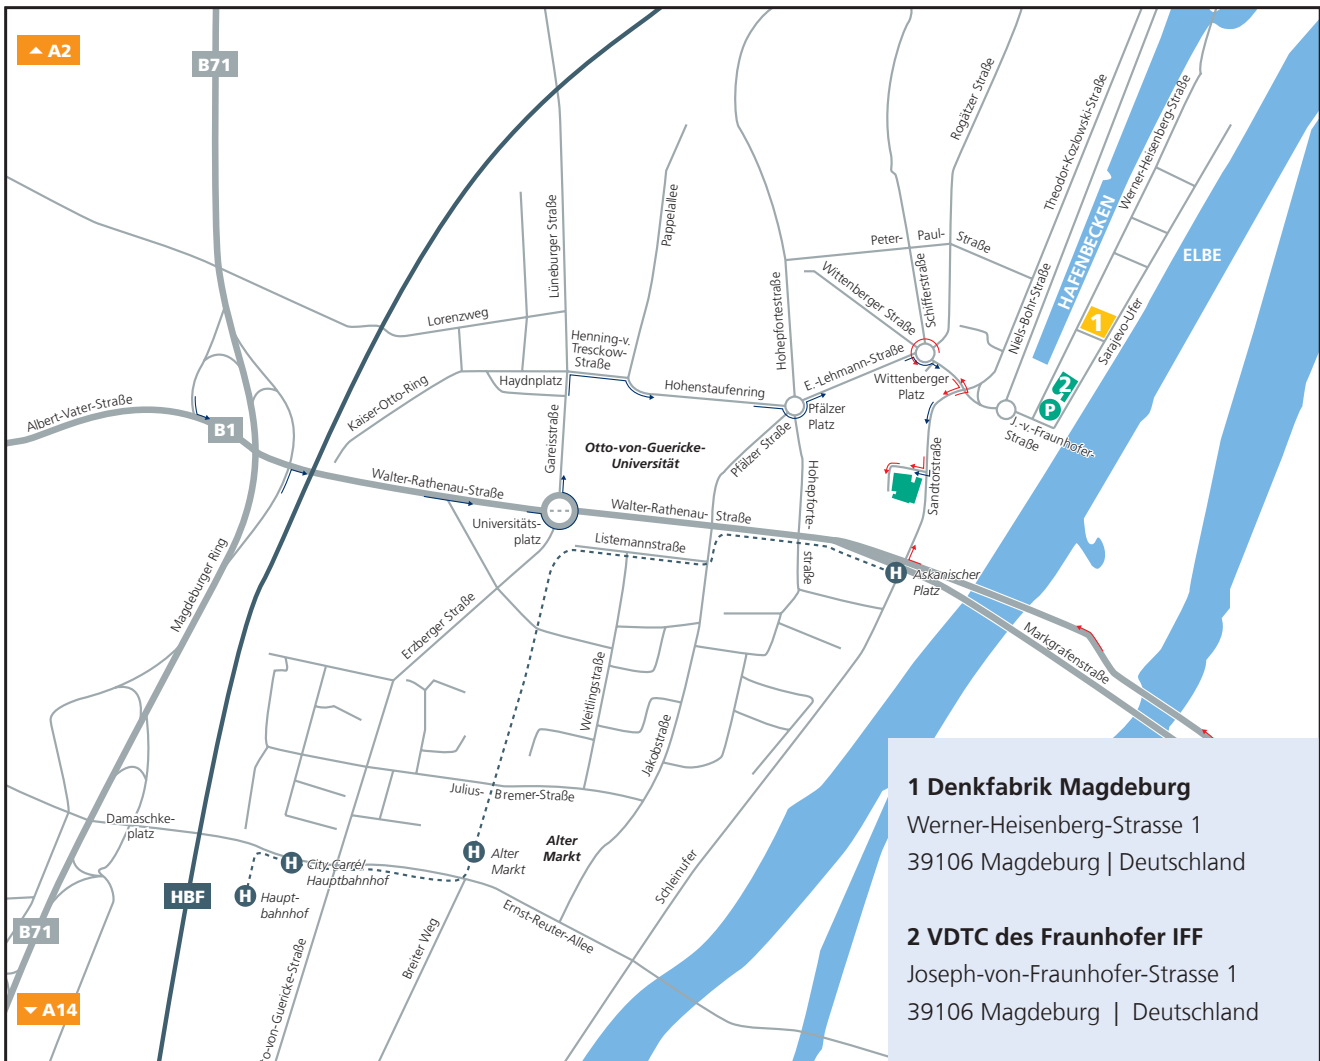 A2
B71
Rogätzer Straße
Theodor-Kozlowski-Straße
Werner-Heisenberg-Straße
Pappelallee
Lüneburger Straße
Peter- Paul- Straße
HAFENBECKEN
ELBE
Wittenberger Straße
Schifferstraße
Hohepfortestraße
Niels-Bohr-Straße
Sarajevo-Ufer
1
Lorenzweg
Henning-v.
Tresckow-
Straße
E.-Lehmann-Straße
Haydnplatz
Hohenstaufenring
Wittenberger
Platz
2
P
Kaiser-Otto-Ring
Albert-Vater-Straße
B1
Pfälzer
Platz
J.-v.-Fraunhofer-
Straße
Gareisstraße
Otto-von-Guericke-
Universität
Pfälzer Straße
Sandtorstraße
Walter-Rathenau-Straße
Hohepforte-
straße
Walter-Rathenau- Straße
Universitäts-
platz
Listemannstraße
H
Askanischer
Platz
Magdeburger Ring
Erzberger Straße
Markgrafenstraße
Weitlingstraße
Jakobstraße
Julius- Bremer-Straße
Damaschke-
platz
Alter
Markt
H
Alter
Markt
H
City Carré/
Hauptbahnhof
H
Haupt-
bahnhof
HBF
Schleinufer
Ernst-Reuter-Allee
Breiter Weg
to-von-Guericke-Straße
B71
A14
1 Denkfabrik Magdeburg
Werner-Heisenberg-Strasse 1
39106 Magdeburg | Deutschland
2 VDTC des Fraunhofer IFF
Joseph-von-Fraunhofer-Strasse 1
39106 Magdeburg | Deutschland